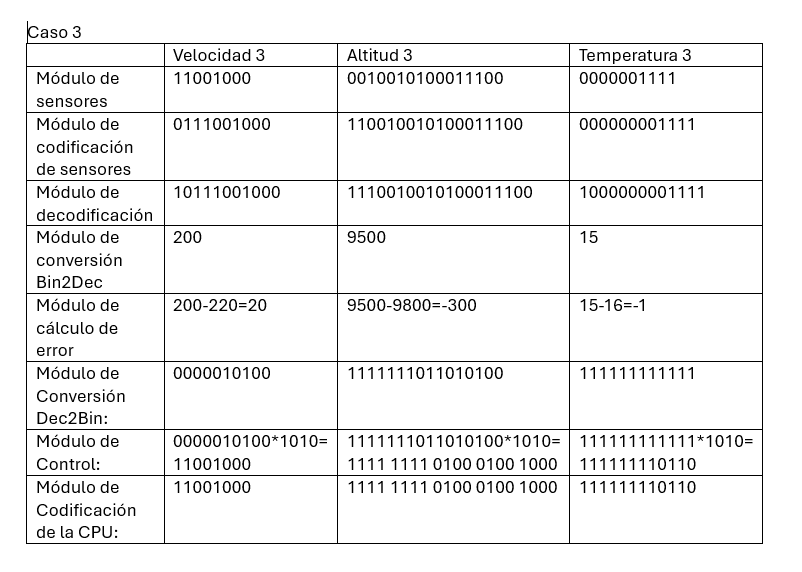 Caso 3
Velocidad 3 Altitud 3 Temperatura 3
Módulo de sensores 11001000 0010010100011100 0000001111
Módulo de codificación de sensores 0111001000 110010010100011100 000000001111
Módulo de decodificación 10111001000 1110010010100011100 1000000001111
Módulo de conversión Bin2Dec 200 9500 15
Módulo de cálculo de error 200-220=20 9500-9800=-300 15-16=-1
Módulo de Conversión Dec2Bin: 0000010100 1111111011010100 111111111111
Módulo de Control: 0000010100*1010= 11001000 1111111011010100*1010= 1111 1111 0100 0100 1000 111111111111*1010= 111111110110
Módulo de Codificación de la CPU: 11001000 1111 1111 0100 0100 1000 111111110110